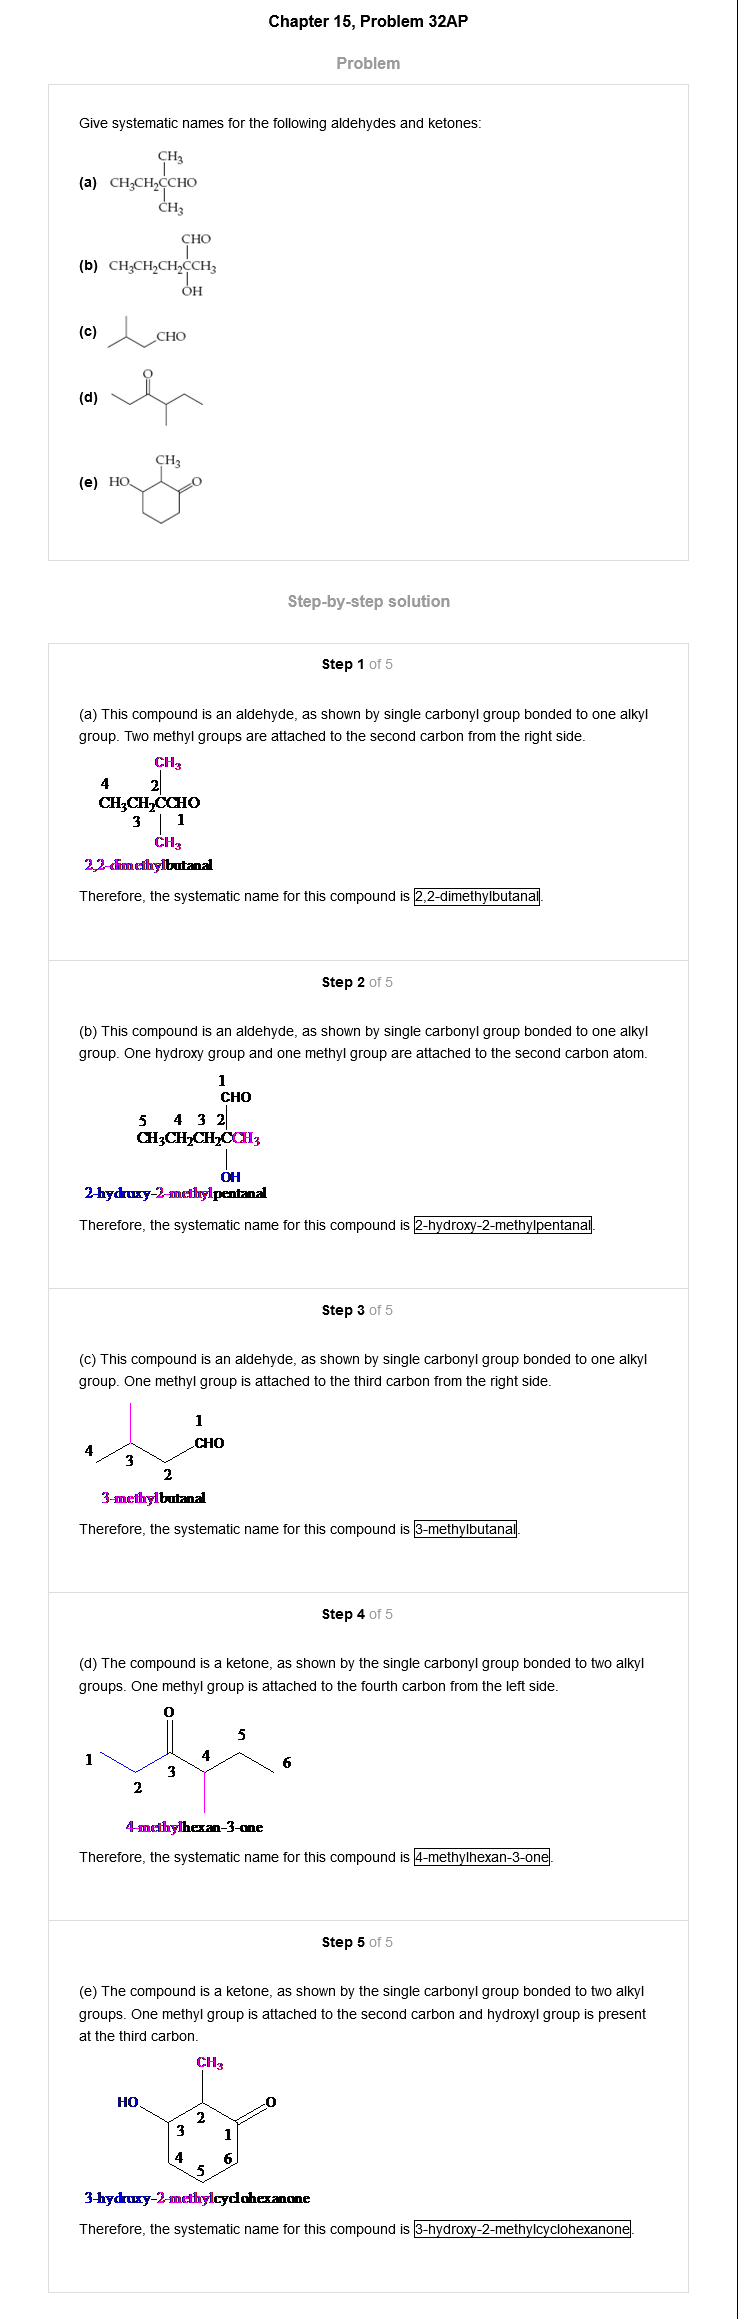 Chapter 15, Problem 32AP
Problem
Give systematic names for the following aldehydes and ketones:
CH₃
(a) CH₃CH₂CCHO
CH₃
CHO
(b) CH₃CH₂CH₂CCH₃
OH
(c) CHO
O
(d)
CH₃
(e) HO O
Step-by-step solution
Step 1 of 5
(a) This compound is an aldehyde, as shown by single carbonyl group bonded to one alkyl
group. Two methyl groups are attached to the second carbon from the right side.
CH₃
4 2
CH₃CH₂CCHO
3 1
CH₃
2,2-dimethylbutanal
Therefore, the systematic name for this compound is 2,2-dimethylbutanal.
Step 2 of 5
(b) This compound is an aldehyde, as shown by single carbonyl group bonded to one alkyl
group. One hydroxy group and one methyl group are attached to the second carbon atom.
1
CHO
5 4 3 2
CH₃CH₂CH₂CCH₃
OH
2-hydroxy-2-methylpentanal
Therefore, the systematic name for this compound is 2-hydroxy-2-methylpentanal.
Step 3 of 5
(c) This compound is an aldehyde, as shown by single carbonyl group bonded to one alkyl
group. One methyl group is attached to the third carbon from the right side.
1
CHO
4
3
2
3-methylbutanal
Therefore, the systematic name for this compound is 3-methylbutanal.
Step 4 of 5
(d) The compound is a ketone, as shown by the single carbonyl group bonded to two alkyl
groups. One methyl group is attached to the fourth carbon from the left side.
O
5
1 4 6
3
2
4-methylhexan-3-one
Therefore, the systematic name for this compound is 4-methylhexan-3-one.
Step 5 of 5
(e) The compound is a ketone, as shown by the single carbonyl group bonded to two alkyl
groups. One methyl group is attached to the second carbon and hydroxyl group is present
at the third carbon.
CH₃
HO O
2
3 1
4 6
5
3-hydroxy-2-methylcyclohexanone
Therefore, the systematic name for this compound is 3-hydroxy-2-methylcyclohexanone.